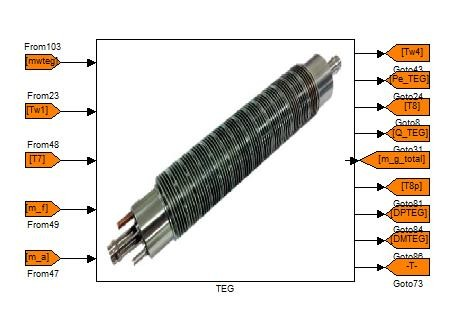 From103
[mwteg]
From23
[Tw1]
From48
[T7]
[m_f]
From49
[m_a]
From47
TEG
[Tw4]
Goto43
[Pe_TEG]
Goto24
[T8]
Goto8
[Q_TEG]
Goto31
[m_g_total]
[T8p]
Goto81
[DPTEG]
Goto84
[DMTEG]
Goto86
-T-
Goto73